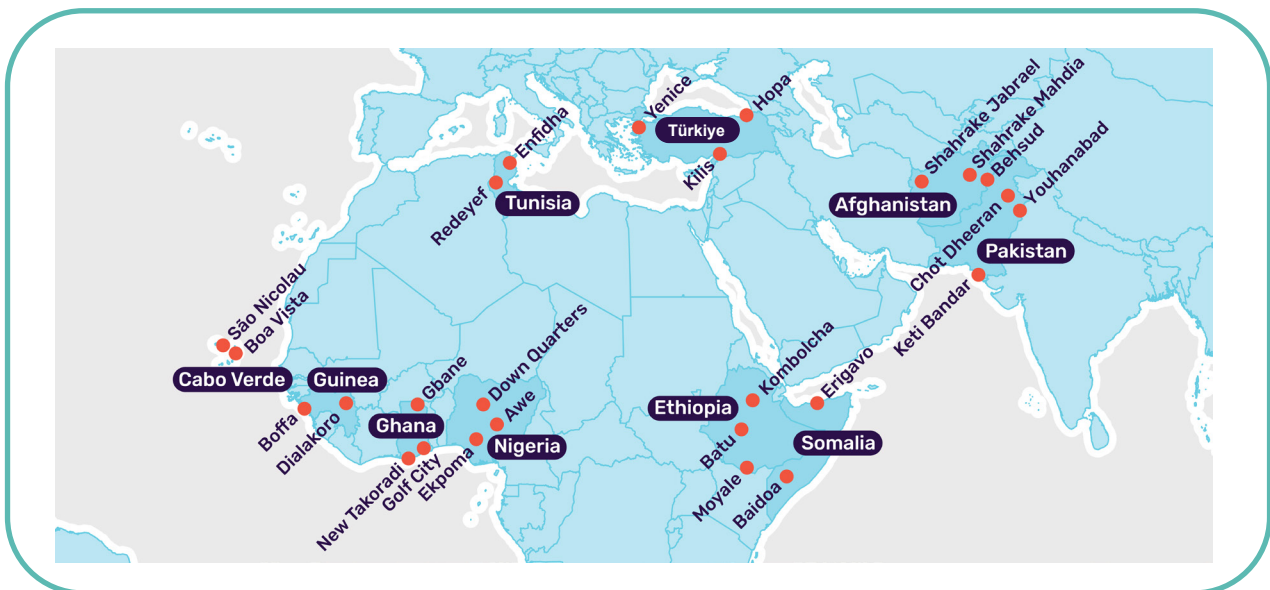 Yenice
Hopa
Türkiye
Kilis
Enfidha
Redeyef
Tunisia
Shahrake Jabrael
Shahrake Mahdia
Behsud
Youhanabad
Afghanistan
Chot Dheeran
Pakistan
Keti Bandar
São Nicolau
Boa Vista
Cabo Verde
Guinea
Boffa
Dialakoro
Gbane
Ghana
New Takoradi
Golf City
Down Quarters
Awe
Ekpoma
Nigeria
Kombolcha
Ethiopia
Batu
Moyale
Erigavo
Somalia
Baidoa